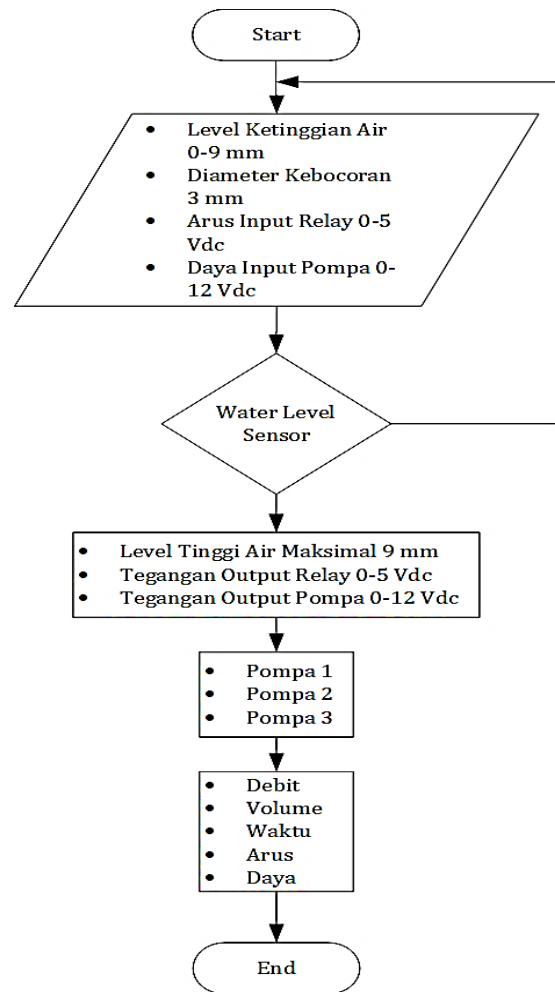 Start
• Level Ketinggian Air
0-9 mm
• Diameter Kebocoran
3 mm
• Arus Input Relay 0-5
Vdc
• Daya Input Pompa 0-
12 Vdc
Water Level
Sensor
• Level Tinggi Air Maksimal 9 mm
• Tegangan Output Relay 0-5 Vdc
• Tegangan Output Pompa 0-12 Vdc
• Pompa 1
• Pompa 2
• Pompa 3
• Debit
• Volume
• Waktu
• Arus
• Daya
End